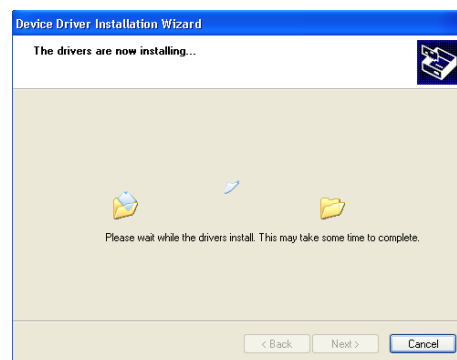 Device Driver Installation Wizard
The drivers are now installing...
Please wait while the drivers install. This may take some time to complete.
< Back
Next >
Cancel